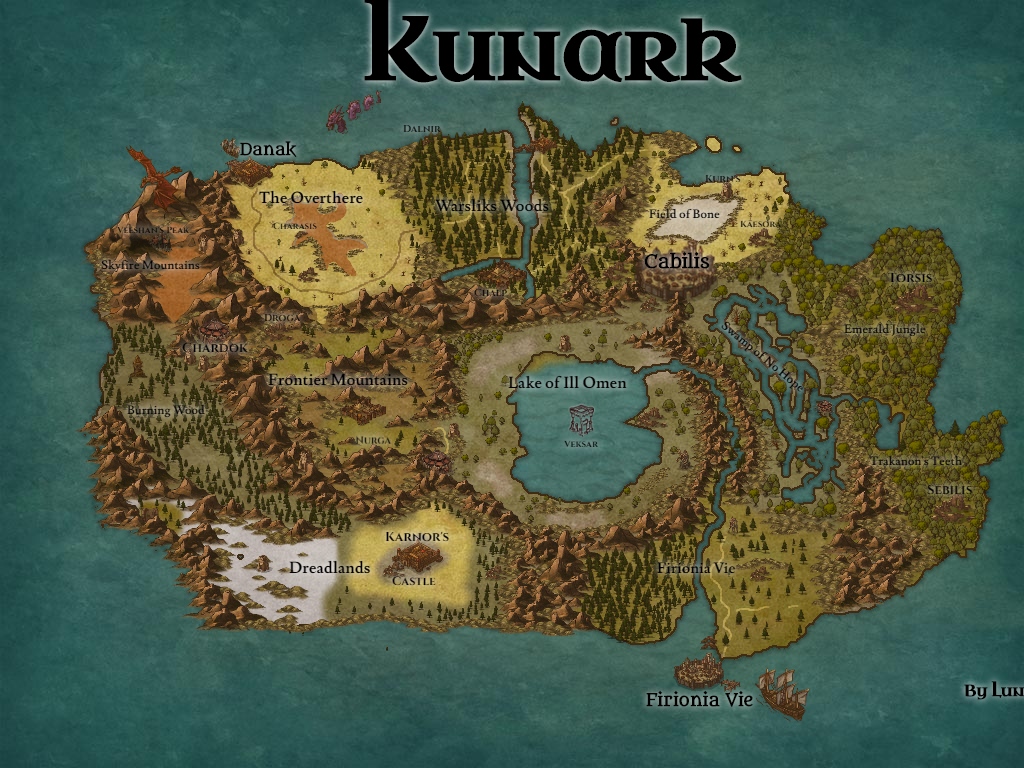 Kunark
Dalnir
Danak
Kurn's
The Overthere
Warsliks Woods
Field of Bone
Charasis
Kaesora
Veeshan's Peak
Cabilis
Skyfire Mountains
Torsis
Chalp
Droga
Emerald Jungle
Swamp of No Hope
Chardok
Frontier Mountains
Lake of Ill Omen
Burning Wood
Nurga
Veksar
Trakanon's Teeth
Sebilis
Karnor's
Castle
Dreadlands
Firionia Vie
Firionia Vie
By Lun